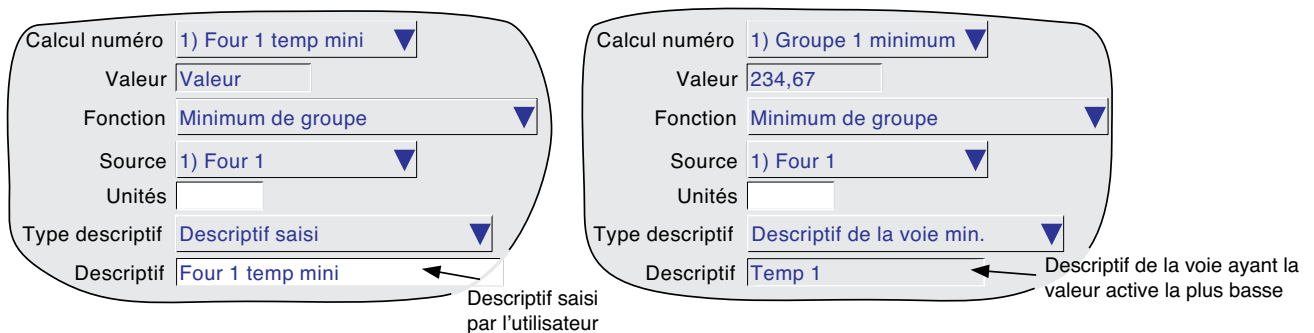 Calcul numéro 1) Four 1 temp mini
Valeur Valeur
Fonction Minimum de groupe
Source 1) Four 1
Unités
Type descriptif Descriptif saisi
Descriptif Four 1 temp mini
Descriptif saisi
par l'utilisateur
Calcul numéro 1) Groupe 1 minimum
Valeur 234,67
Fonction Minimum de groupe
Source 1) Four 1
Unités
Type descriptif Descriptif de la voie min.
Descriptif Temp 1
Descriptif de la voie ayant la
valeur active la plus basse